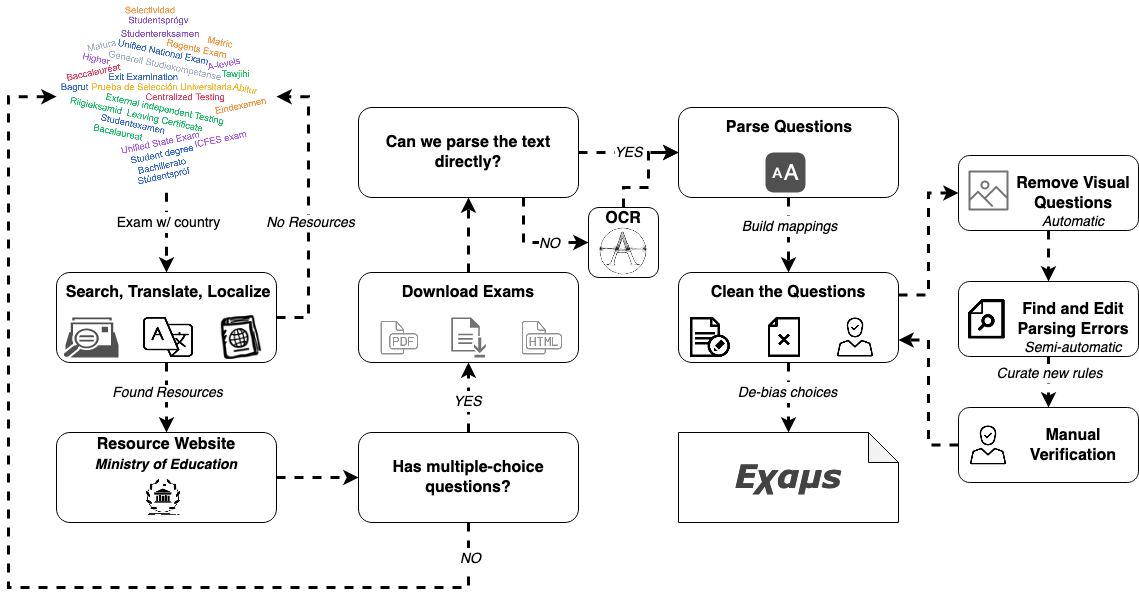 Selectividad
Studentsprógv
Studentereksamen
Matura
Unified National Exam
Regents Exam
Matric
Higher
Generell Studiekompetanse
A-levels
Baccalauréat
Exit Examination
Tawjihi
Bagrut
Prueba de Selección Universitaria
Abitur
Centralized Testing
External independent Testing
Eindexamen
Riigieksamid
Leaving Certificate
Studentexamen
Bacalaureat
Unified State Exam
ICFES exam
Student degree
Bachillerato
Stúdentspróf
Exam w/ country
No Resources
Search, Translate, Localize
A
文
Found Resources
Resource Website
Ministry of Education
Has multiple-choice
questions?
NO
YES
Download Exams
PDF
HTML
Can we parse the text
directly?
YES
NO
OCR
A
Parse Questions
AA
Build mappings
Clean the Questions
De-bias choices
Exaμs
Remove Visual
Questions
Automatic
Find and Edit
Parsing Errors
Semi-automatic
Curate new rules
Manual
Verification